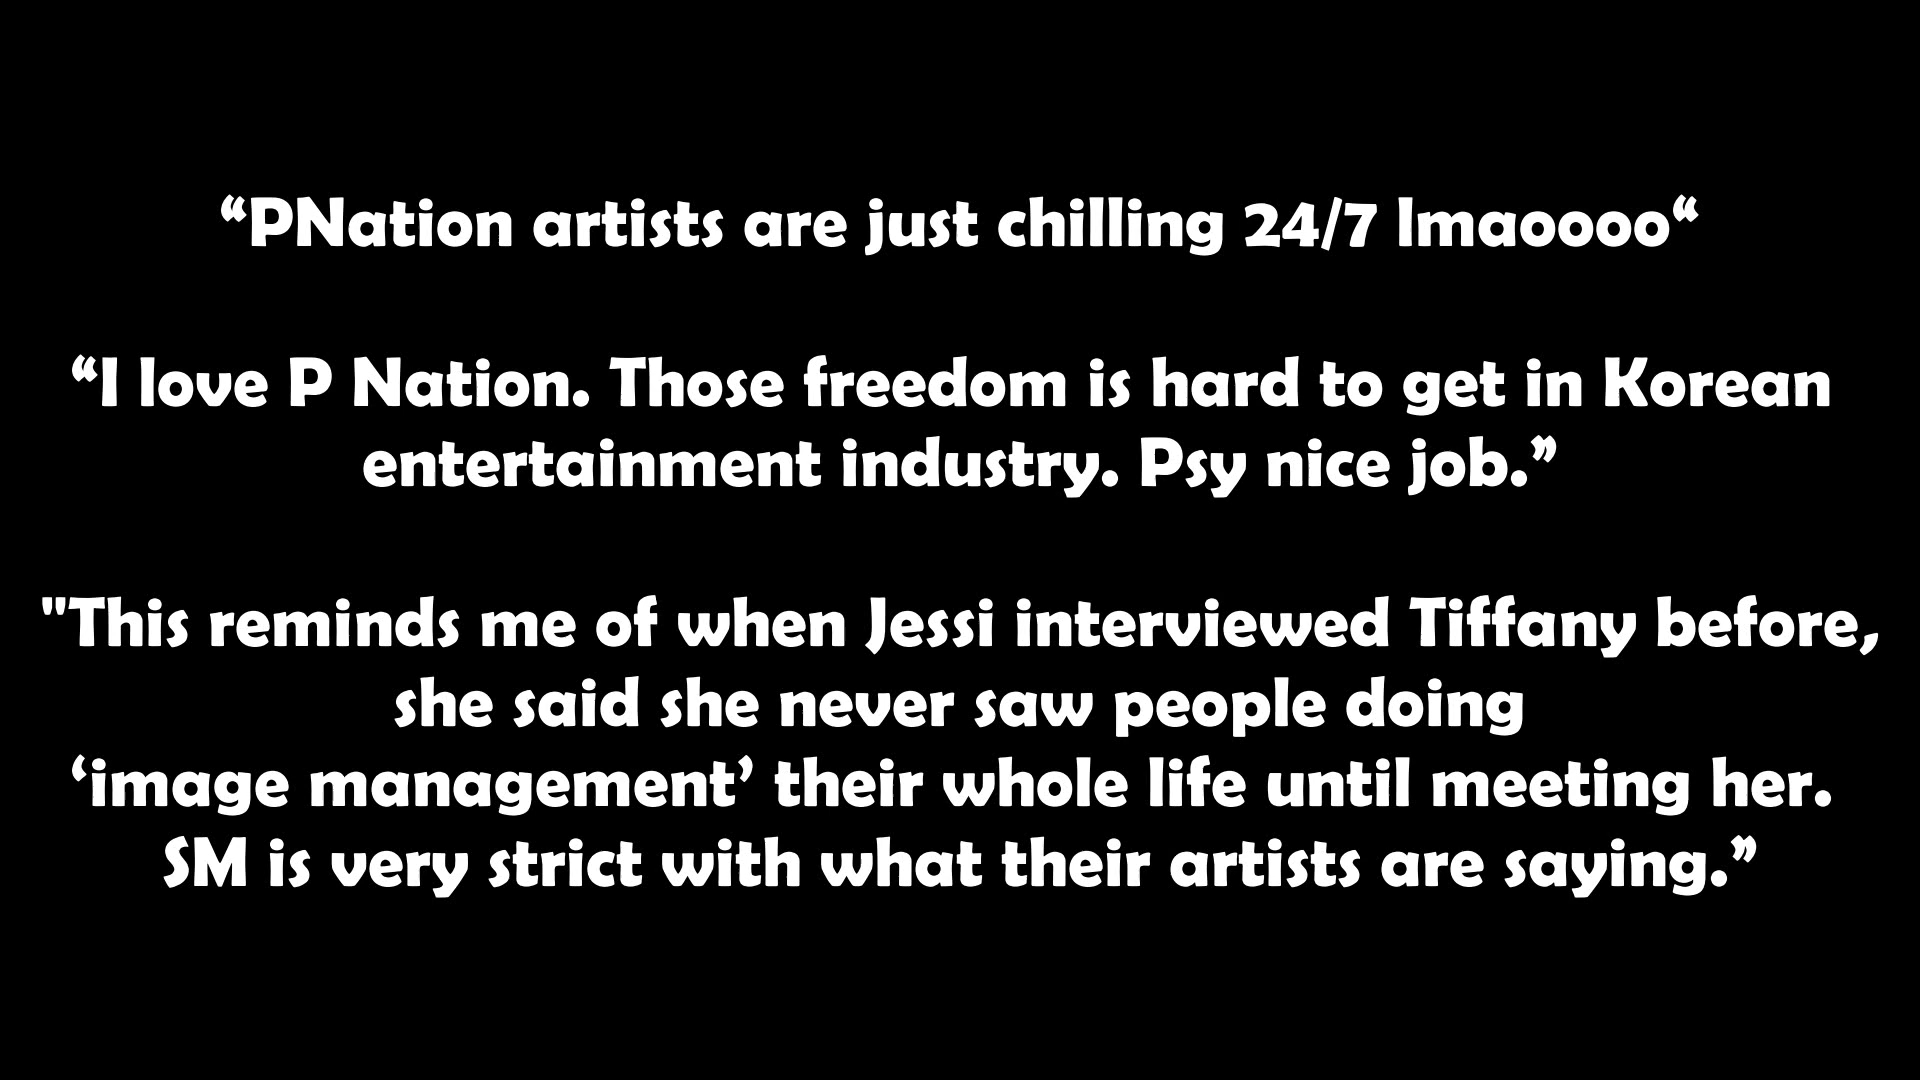 “PNation artists are just chilling 24/7 lmaoooo“
“I love P Nation. Those freedom is hard to get in Korean
entertainment industry. Psy nice job.”
"This reminds me of when Jessi interviewed Tiffany before,
she said she never saw people doing
‘image management’ their whole life until meeting her.
SM is very strict with what their artists are saying.”